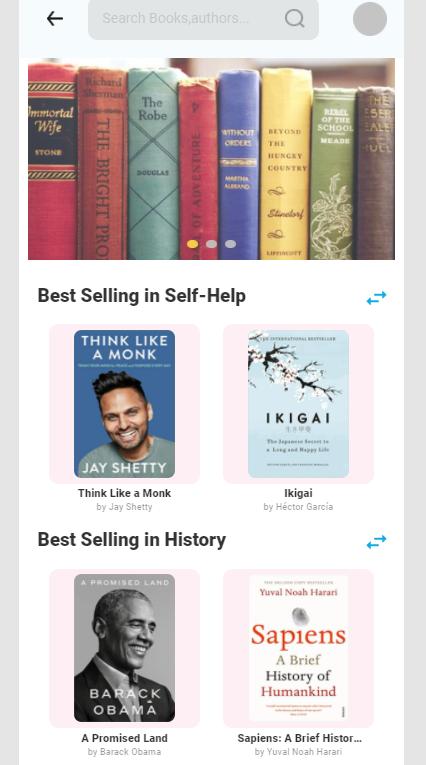 Search Books,authors...
Immortal
Wife
STONE
Richard
Sherman
THE BRIGHT PRO
The
Robe
DOUGLAS
OF ADVENTURE
WITHOUT
ORDERS
MARTHA
ALBRAND
BEYOND
THE
HUNGRY
COUNTRY
Stinetorf
LIPPINCOTT
REBEL
OF THE
SCHOOL
MEADE
THE
Best Selling in Self-Help
THINK LIKE
A MONK
JAY SHETTY
THE INTERNATIONAL BESTSELLER
IKIGAI
The Japanese Secret to
a Long and Happy Life
Think Like a Monk
by Jay Shetty
Ikigai
by Héctor García
Best Selling in History
A PROMISED LAND
BARACK
OBAMA
Yuval Noah Harari
Sapiens
A Brief
History of
Humankind
A Promised Land
by Barack Obama
Sapiens: A Brief Histor...
by Yuval Noah Harari